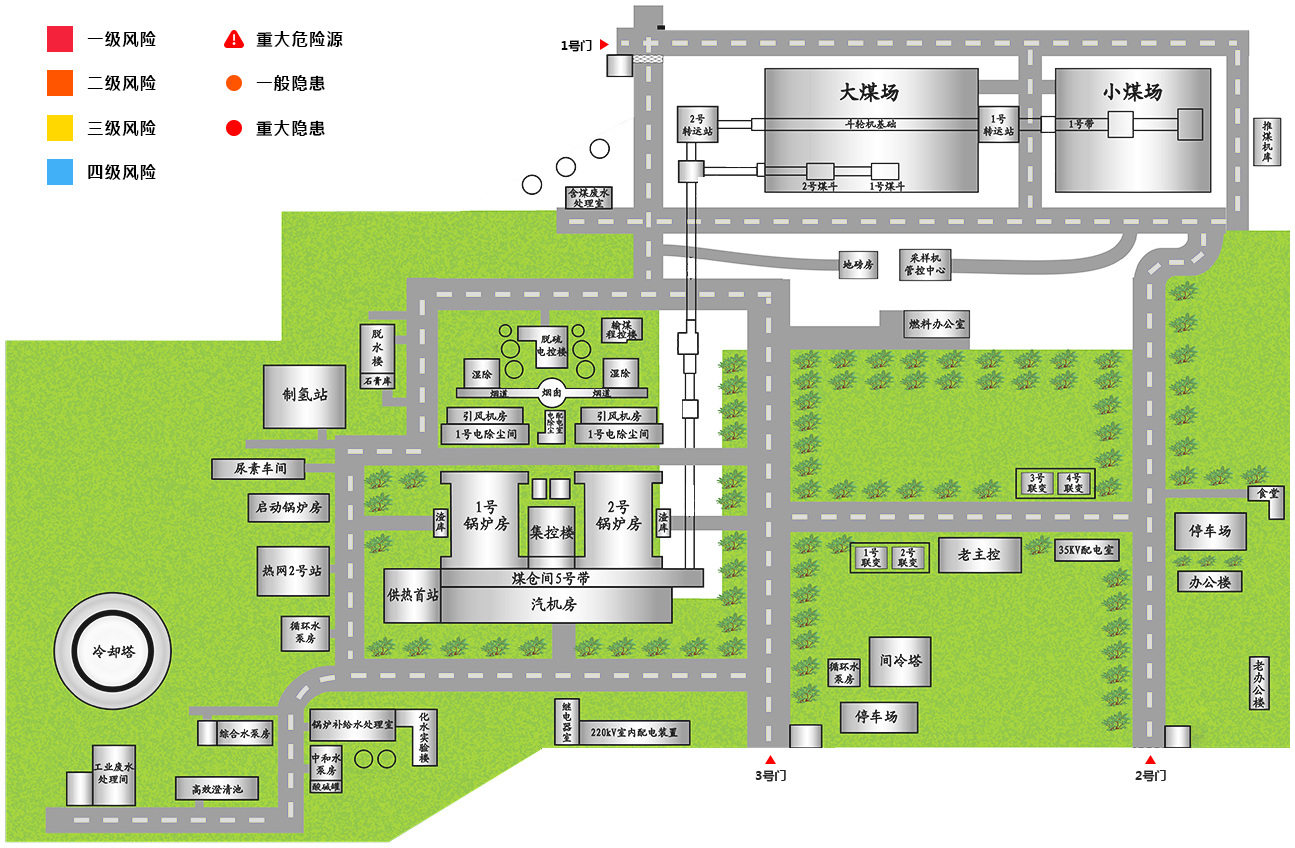 一级风险
重大危险源
二级风险
一般隐患
三级风险
重大隐患
四级风险
1号门
大煤场
小煤场
2号
转运站
斗轮机基础
1号
转运站
1号带
推
煤
机
库
2号煤斗
1号煤斗
含煤废水
处理室
地磅房
采样机
管控中心
燃料办公室
脱
水
楼
石膏库
脱硫
电控楼
输煤
程控楼
制氢站
湿除
湿除
烟道
烟囱
烟道
引风机房
1号电除尘间
电除尘
配电室
引风机房
1号电除尘间
尿素车间
启动锅炉房
渣
库
1号
锅炉房
集控楼
2号
锅炉房
渣
库
3号
联变
4号
联变
食堂
停车场
办公楼
热网2号站
供热首站
煤仓间5号带
汽机房
1号
联变
2号
联变
老主控
35KV配电室
循环水
泵房
冷却塔
循环水
泵房
间冷塔
停车场
老
办
公
楼
综合水泵房
锅炉补给水处理室
化
水
实
验
楼
继
电
器
室
220kV室内配电装置
工业废水
处理间
高效澄清池
中和水
泵房
酸碱罐
3号门
2号门